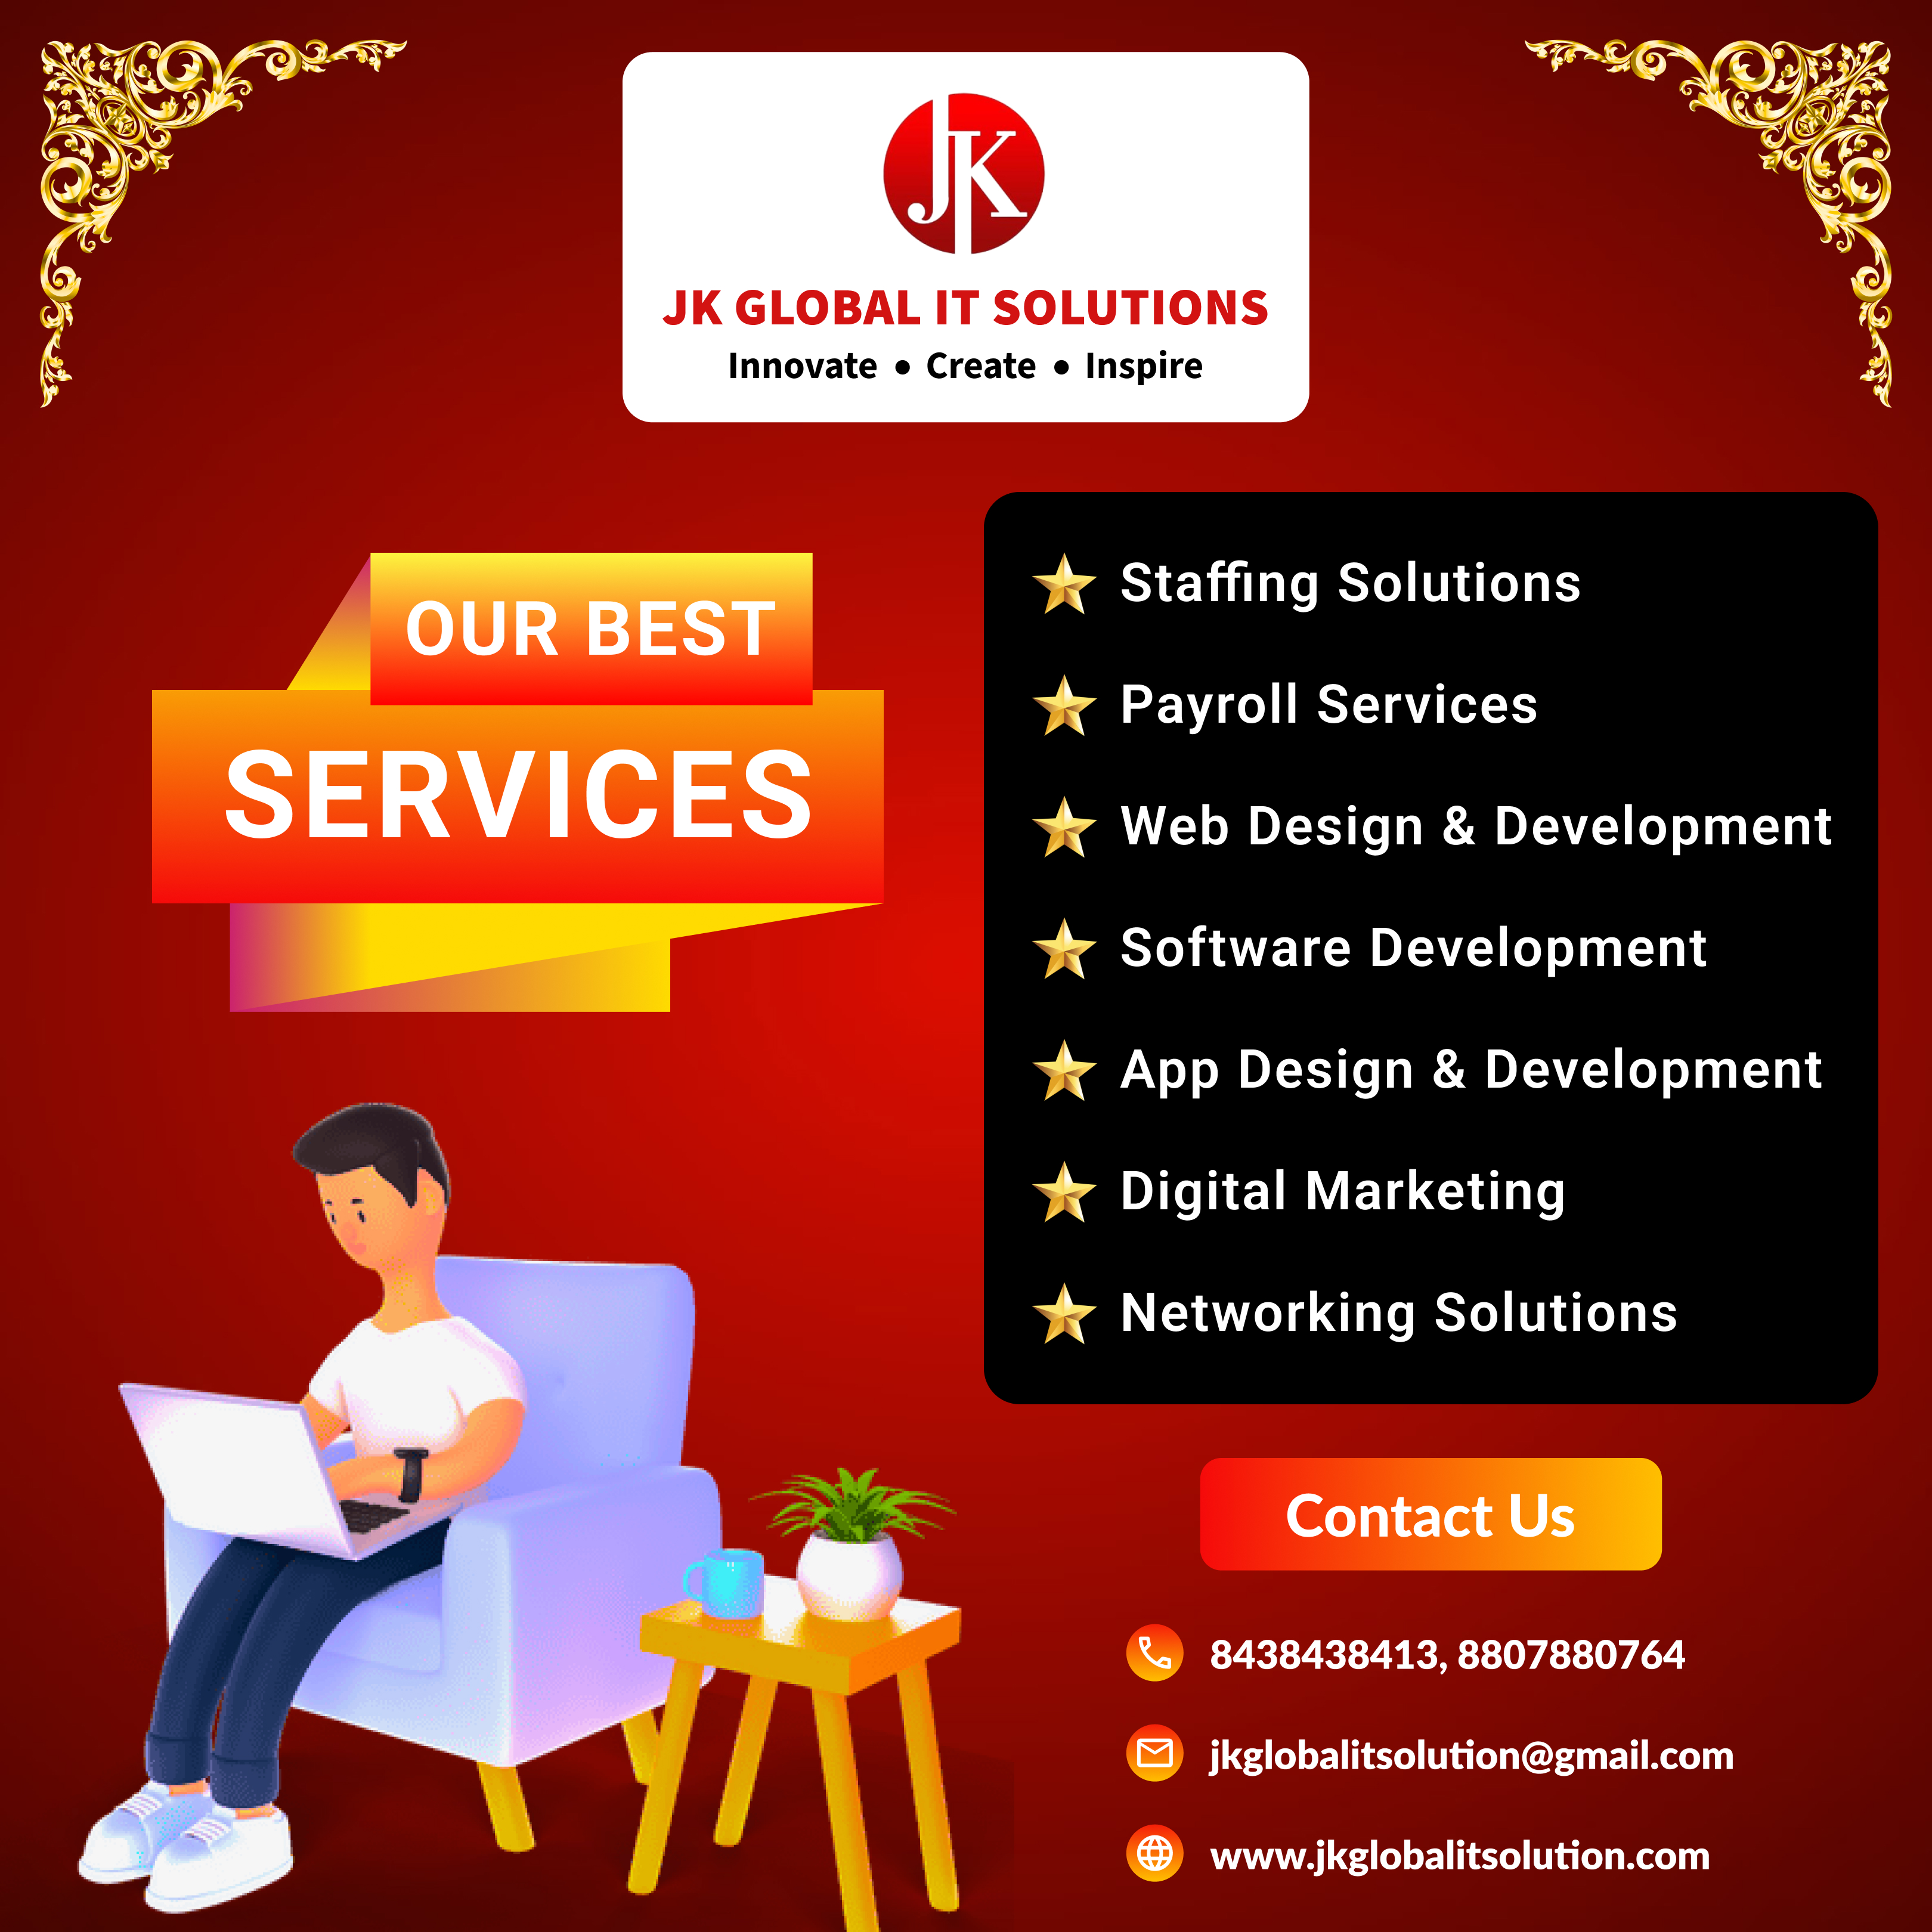 JK
JK GLOBAL IT SOLUTIONS
Innovate ● Create ● Inspire
OUR BEST
SERVICES
Staffing Solutions
Payroll Services
Web Design & Development
Software Development
App Design & Development
Digital Marketing
Networking Solutions
Contact Us
8438438413, 8807880764
jkglobalitsolution@gmail.com
www.jkglobalitsolution.com